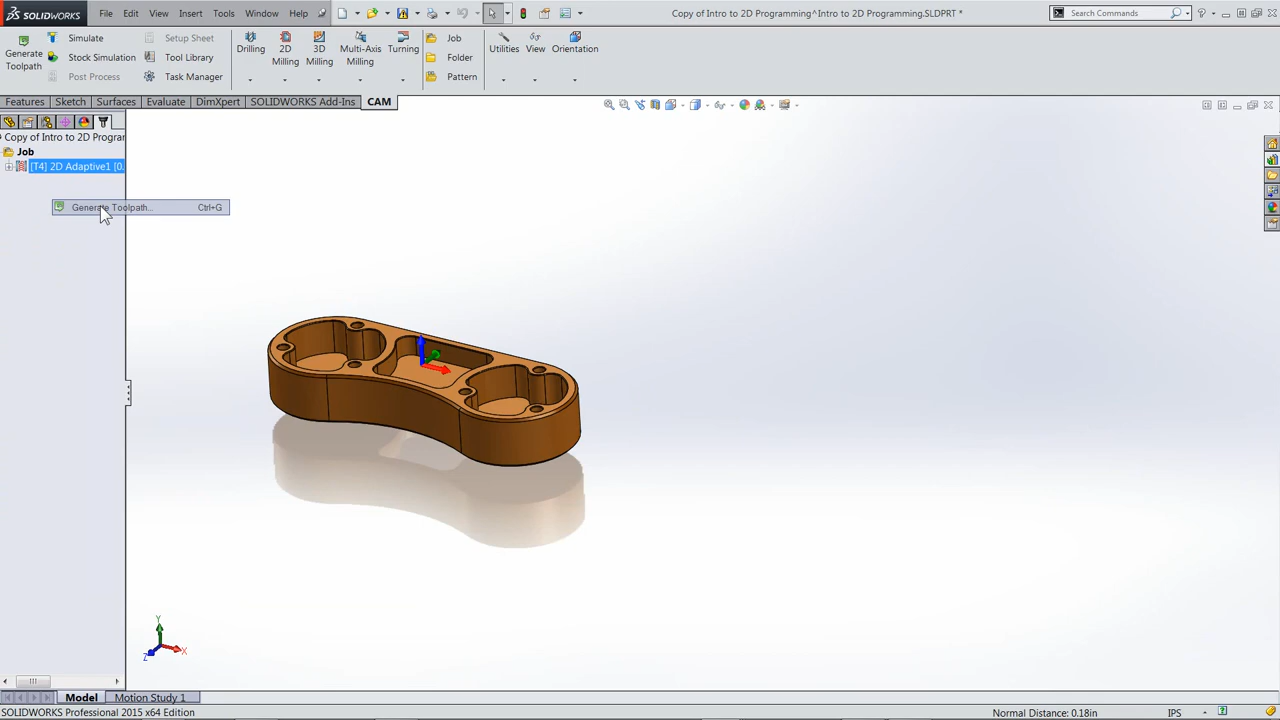 SOLIDWORKS File Edit View Insert Tools Window Help Copy of Intro to 2D Programming^Intro to 2D Programming.SLDPRT * Search Commands
Generate Toolpath
Simulate
Stock Simulation
Post Process
Setup Sheet
Tool Library
Task Manager
Drilling
2D Milling
3D Milling
Multi-Axis Milling
Turning
Job
Folder
Pattern
Utilities
View
Orientation
Features Sketch Surfaces Evaluate DimXpert SOLIDWORKS Add-Ins CAM
Copy of Intro to 2D Prograr
Job
[T4] 2D Adaptive1 [0.
Generate Toolpath... Ctrl+G
Y
X
Z
Model Motion Study 1
SOLIDWORKS Professional 2015 x64 Edition Normal Distance: 0.18in IPS